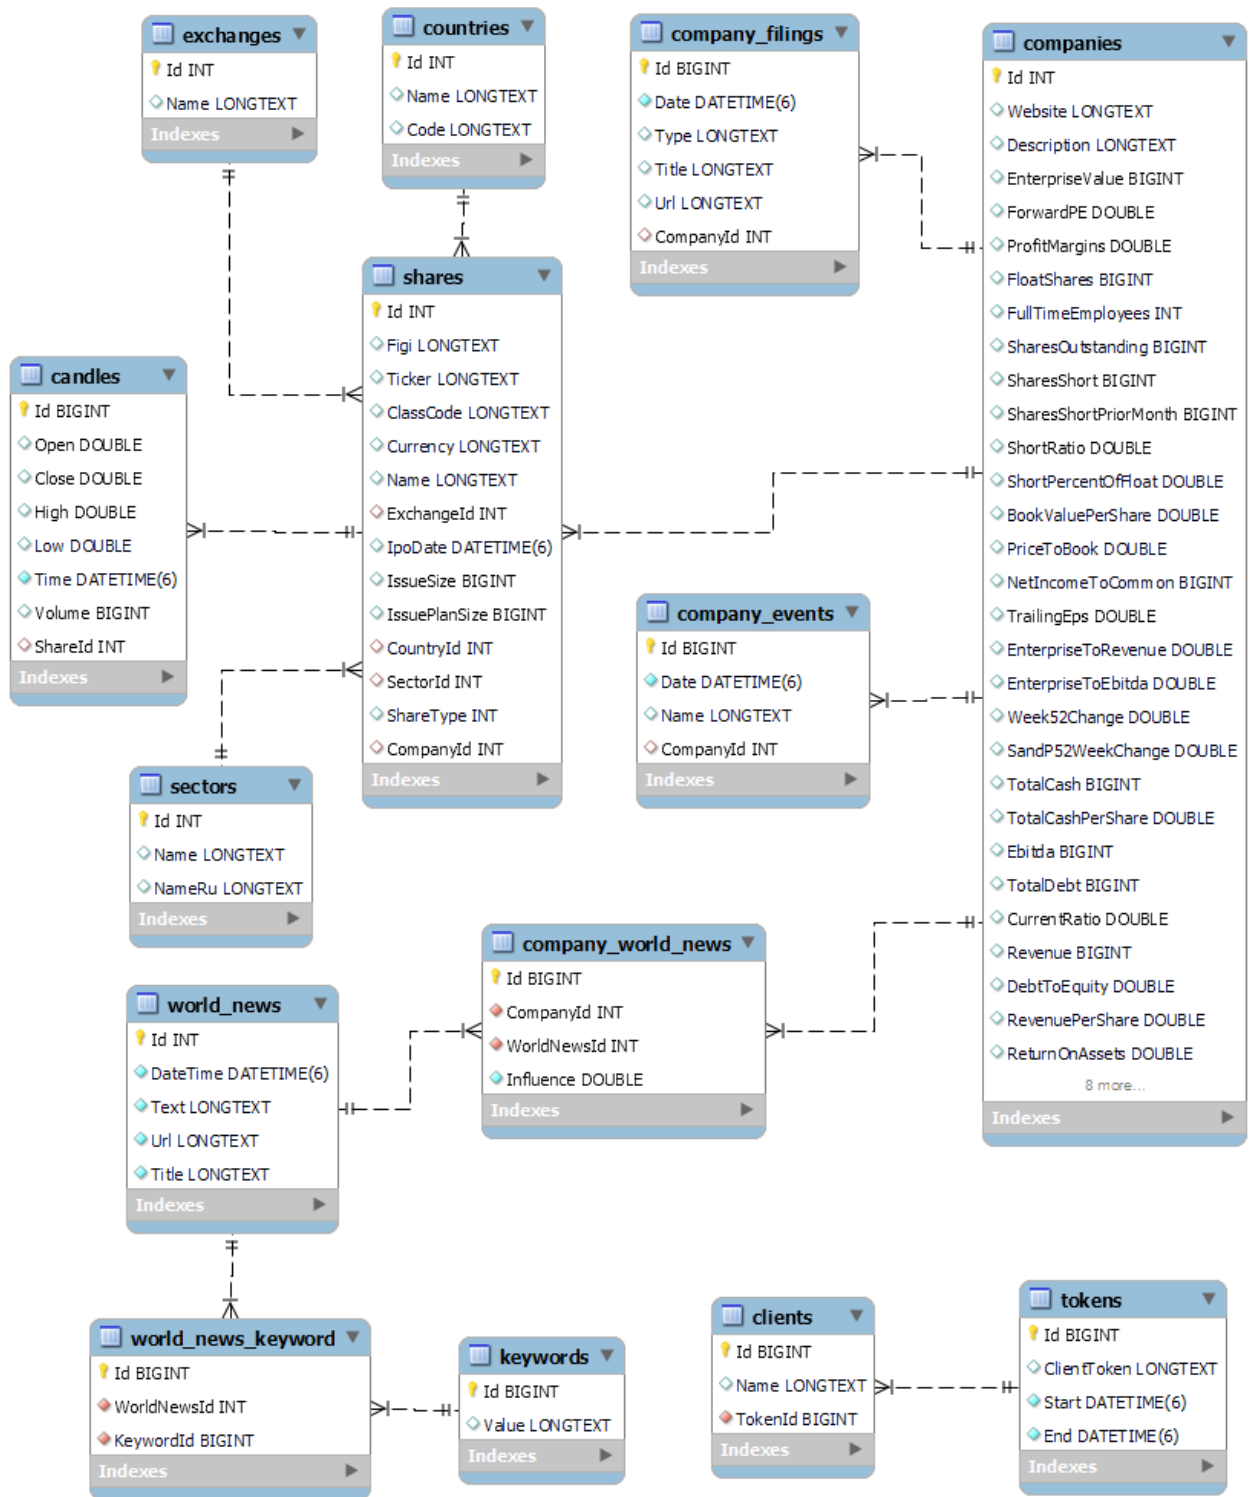 exchanges
Id INT
Name LONGTEXT
Indexes
countries
Id INT
Name LONGTEXT
Code LONGTEXT
Indexes
company_filings
Id BIGINT
Date DATETIME(6)
Type LONGTEXT
Title LONGTEXT
Url LONGTEXT
CompanyId INT
Indexes
companies
Id INT
Website LONGTEXT
Description LONGTEXT
EnterpriseValue BIGINT
ForwardPE DOUBLE
ProfitMargins DOUBLE
FloatShares BIGINT
FullTimeEmployees INT
SharesOutstanding BIGINT
SharesShort BIGINT
SharesShortPriorMonth BIGINT
ShortRatio DOUBLE
ShortPercentOfFloat DOUBLE
BookValuePerShare DOUBLE
PriceToBook DOUBLE
NetIncomeToCommon BIGINT
TrailingEps DOUBLE
EnterpriseToRevenue DOUBLE
EnterpriseToEbitda DOUBLE
Week52Change DOUBLE
SandP52WeekChange DOUBLE
TotalCash BIGINT
TotalCashPerShare DOUBLE
Ebitda BIGINT
TotalDebt BIGINT
CurrentRatio DOUBLE
Revenue BIGINT
DebtToEquity DOUBLE
RevenuePerShare DOUBLE
ReturnOnAssets DOUBLE
8 more...
Indexes
shares
Id INT
Figi LONGTEXT
Ticker LONGTEXT
ClassCode LONGTEXT
Currency LONGTEXT
Name LONGTEXT
ExchangeId INT
IpoDate DATETIME(6)
IssueSize BIGINT
IssuePlanSize BIGINT
CountryId INT
SectorId INT
ShareType INT
CompanyId INT
Indexes
candles
Id BIGINT
Open DOUBLE
Close DOUBLE
High DOUBLE
Low DOUBLE
Time DATETIME(6)
Volume BIGINT
ShareId INT
Indexes
company_events
Id BIGINT
Date DATETIME(6)
Name LONGTEXT
CompanyId INT
Indexes
sectors
Id INT
Name LONGTEXT
NameRu LONGTEXT
Indexes
company_world_news
Id BIGINT
CompanyId INT
WorldNewsId INT
Influence DOUBLE
Indexes
world_news
Id INT
DateTime DATETIME(6)
Text LONGTEXT
Url LONGTEXT
Title LONGTEXT
Indexes
world_news_keyword
Id BIGINT
WorldNewsId INT
KeywordId BIGINT
Indexes
keywords
Id BIGINT
Value LONGTEXT
Indexes
clients
Id BIGINT
Name LONGTEXT
TokenId BIGINT
Indexes
tokens
Id BIGINT
ClientToken LONGTEXT
Start DATETIME(6)
End DATETIME(6)
Indexes